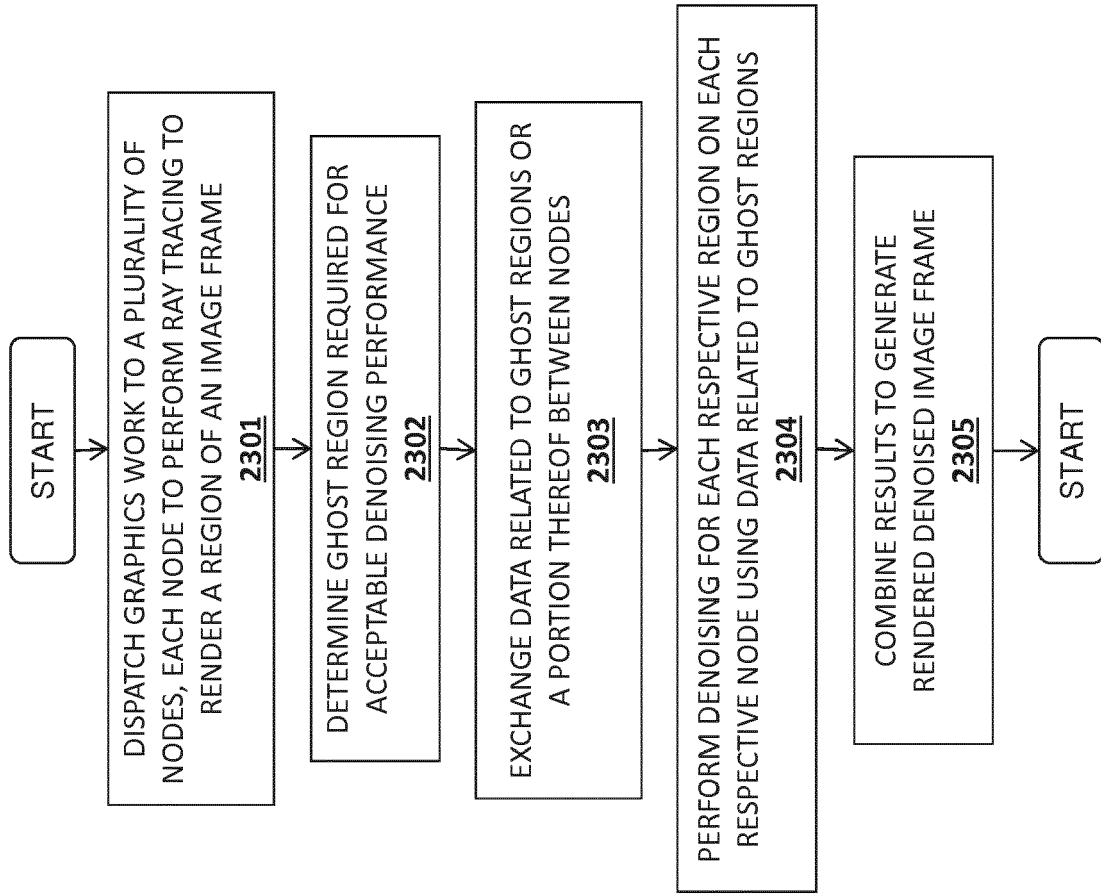 START
DISPATCH GRAPHICS WORK TO A PLURALITY OF
NODES, EACH NODE TO PERFORM RAY TRACING TO
RENDER A REGION OF AN IMAGE FRAME
2301
DETERMINE GHOST REGION REQUIRED FOR
ACCEPTABLE DENOISING PERFORMANCE
2302
EXCHANGE DATA RELATED TO GHOST REGIONS OR
A PORTION THEREOF BETWEEN NODES
2303
PERFORM DENOISING FOR EACH RESPECTIVE REGION ON EACH
RESPECTIVE NODE USING DATA RELATED TO GHOST REGIONS
2304
COMBINE RESULTS TO GENERATE
RENDERED DENOISED IMAGE FRAME
2305
START